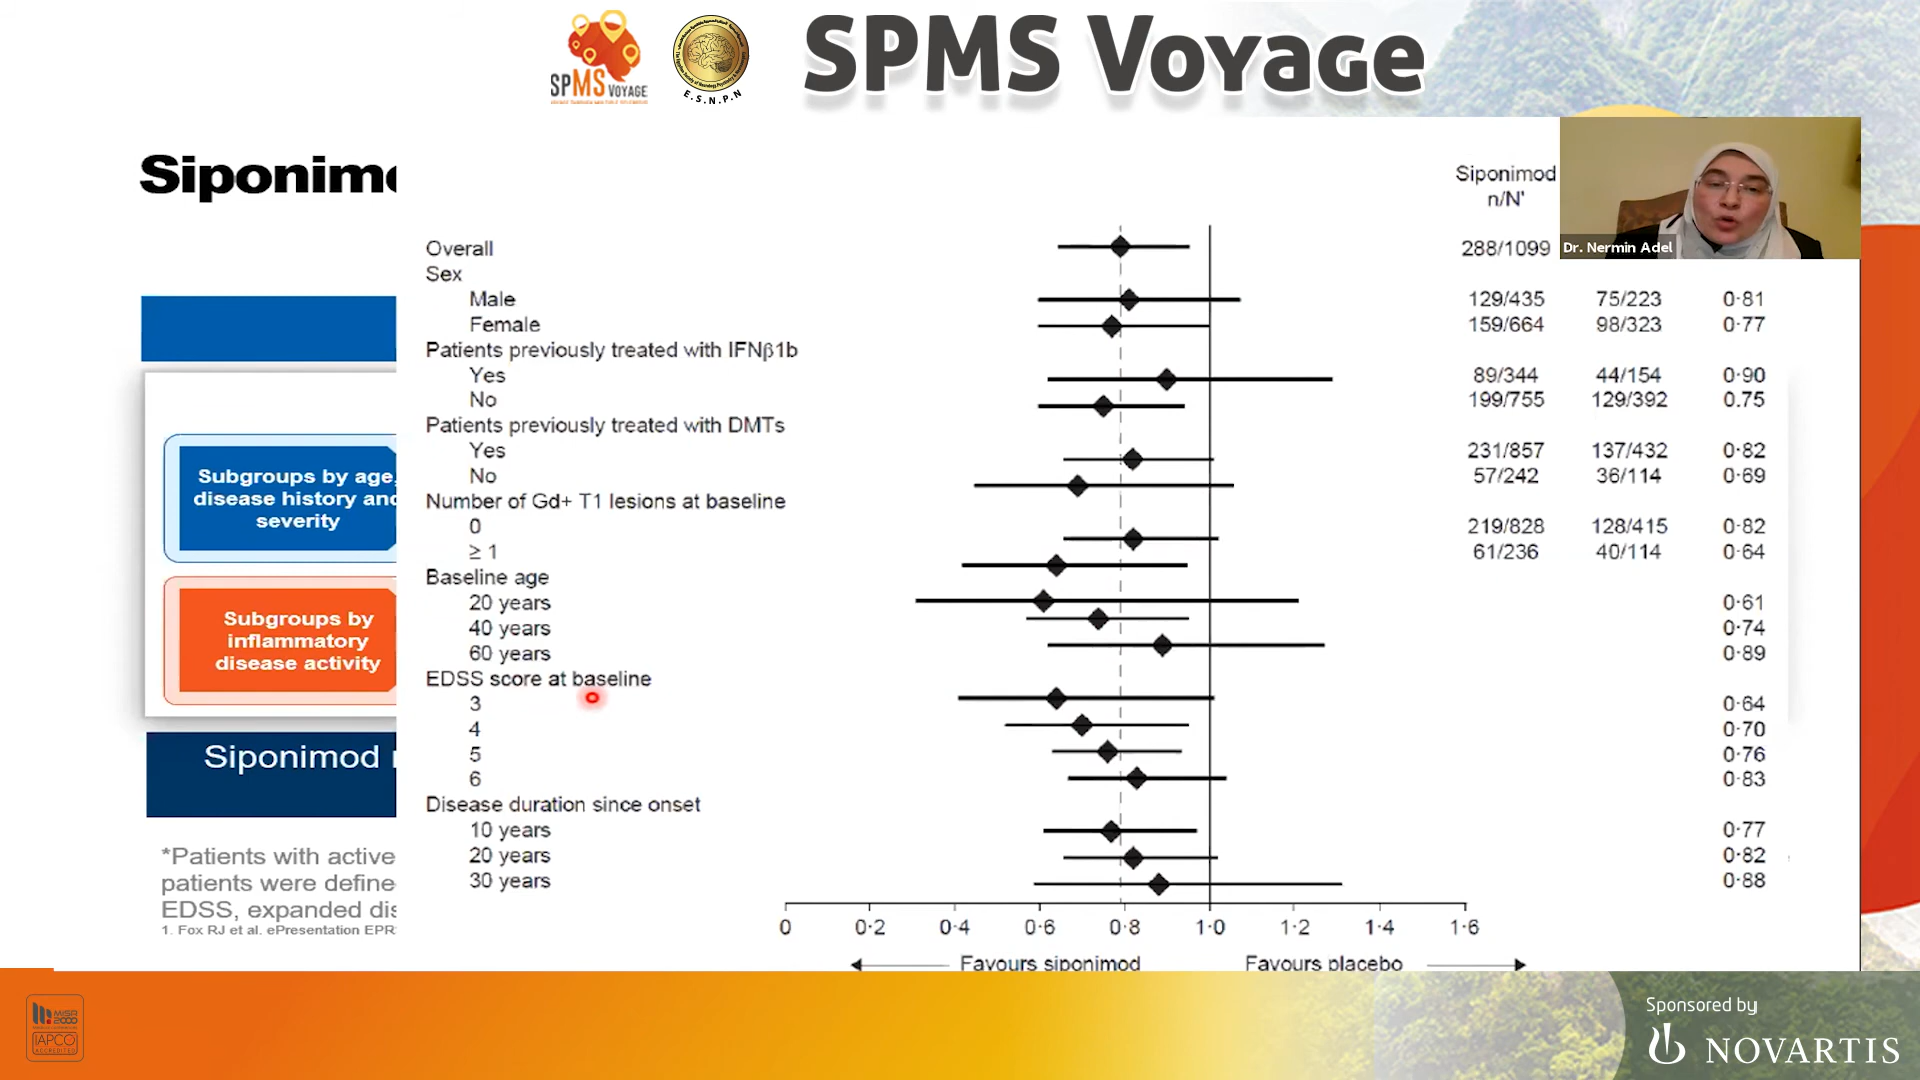 SPMS VOYAGE
E.S.N.P.N
SPMS Voyage
Siponim
Siponimod
n/N'
Overall 288/1099
Sex
Male 129/435 75/223 0·81
Female 159/664 98/323 0·77
Patients previously treated with IFNβ1b
Yes 89/344 44/154 0·90
No 199/755 129/392 0.75
Patients previously treated with DMTs
Yes 231/857 137/432 0·82
No 57/242 36/114 0·69
Number of Gd+ T1 lesions at baseline
0 219/828 128/415 0·82
≥ 1 61/236 40/114 0·64
Baseline age
20 years 0·61
40 years 0·74
60 years 0·89
EDSS score at baseline
3 0·64
4 0·70
5 0·76
6 0·83
Disease duration since onset
10 years 0·77
20 years 0·82
30 years 0·88
0 0·2 0·4 0·6 0·8 1·0 1·2 1·4 1·6
Favours siponimod Favours placebo
Dr. Nermin Adel
Subgroups by age,
disease history and
severity
Subgroups by
inflammatory
disease activity
Siponimod
*Patients with active
patients were define
EDSS, expanded dis
1. Fox RJ et al. ePresentation EPR
MISR
2000
IAPCO
ACCREDITED
Sponsored by
NOVARTIS